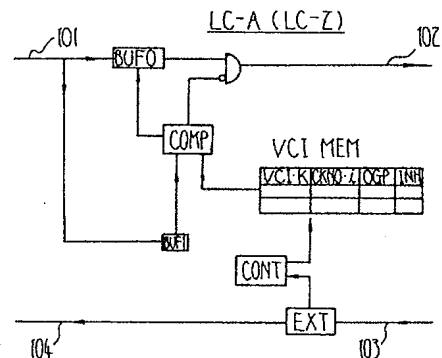 LC-A (LC-Z)
101
102
BUF0
COMP
VCI MEM
VCI·K CKNO·i OGP INH
BUF1
CONT
EXT
104
103